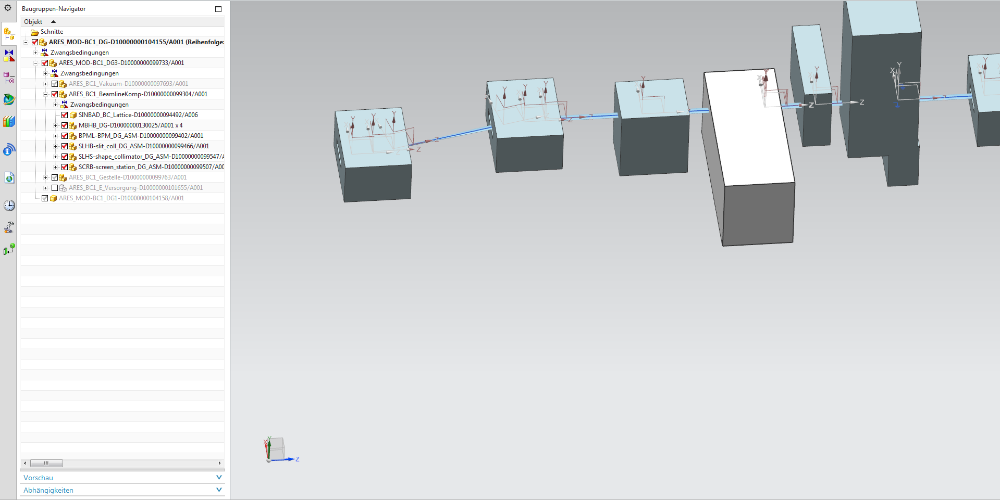 Baugruppen-Navigator
Objekt
Schnitte
ARES_MOD-BC1_DG-D10000000104155/A001 (Reihenfolge:
Zwangsbedingungen
ARES_MOD-BC1_DG3-D10000000099733/A001
Zwangsbedingungen
ARES_BC1_Vakuum-D10000000097693/A001
ARES_BC1_BeamlineKomp-D10000000099304/A001
Zwangsbedingungen
SINBAD_BC_Lattice-D10000000094492/A006
MBHB_DG-D10000000130025/A001 x 4
BPML-BPM_DG_ASM-D10000000099402/A001
SLHB-slit_coll_DG_ASM-D10000000099466/A001
SLHS-shape_collimator_DG_ASM-D10000000099547/A
SCRB-screen_station_DG_ASM-D10000000099507/A00
ARES_BC1_Gestelle-D10000000099763/A001
ARES_BC1_E_Versorgung-D10000000101655/A001
ARES_MOD-BC1_DG1-D10000000104158/A001
Vorschau
Abhängigkeiten
Y Y Y Z Z Z
X Y X Y X Y Z Z Z
Y X Z
Y X Z
Y X Z
Y X Z
Y X
X Y Z